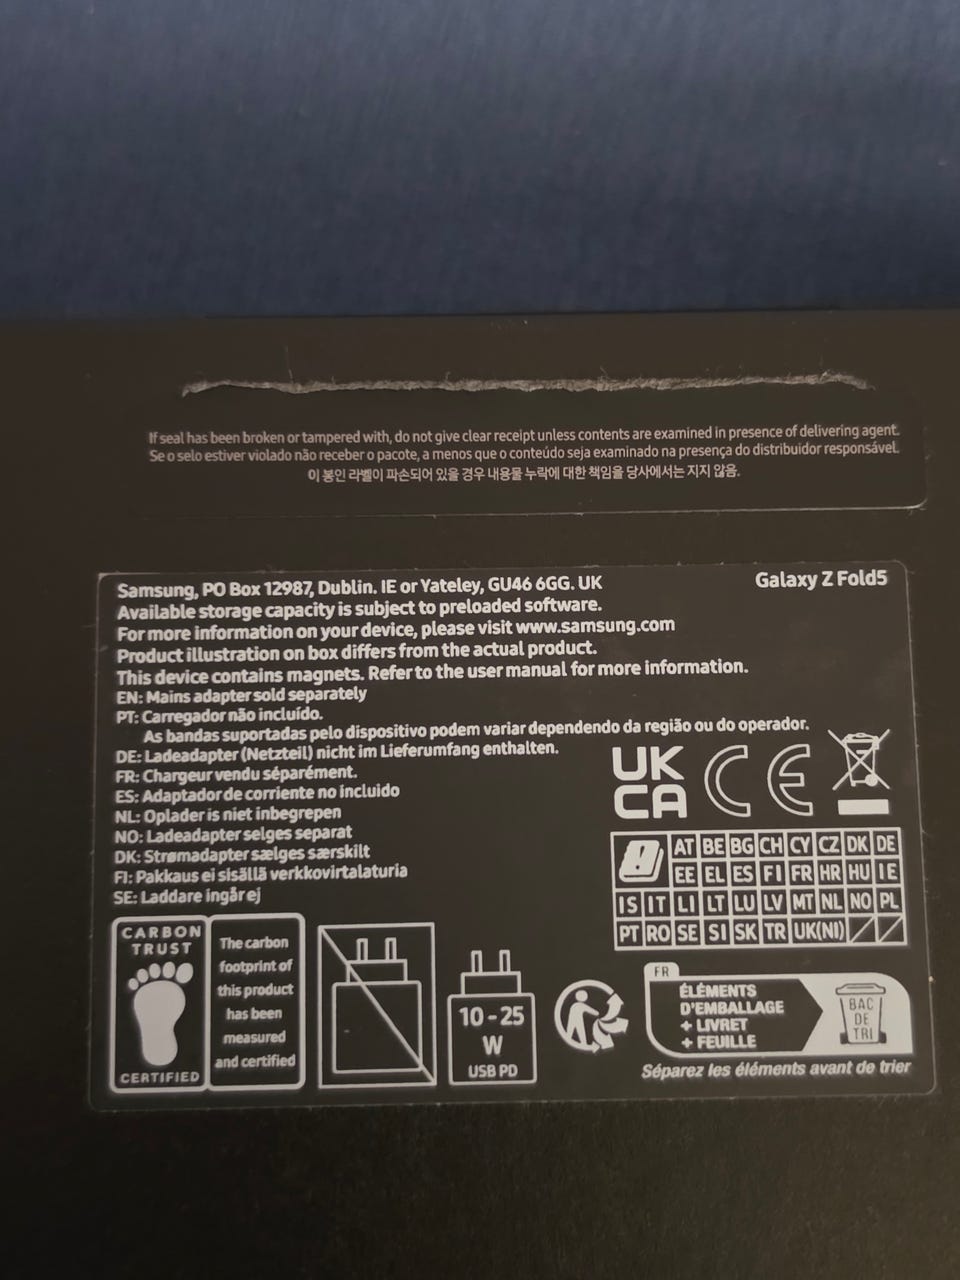 If seal has been broken or tampered with, do not give clear receipt unless contents are examined in presence of delivering agent.
Se o selo estiver violado não receber o pacote, a menos que o conteúdo seja examinado na presença do distribuidor responsável.
이 봉인 라벨이 파손되어 있을 경우 내용물 누락에 대한 책임을 당사에서는 지지 않음.
Samsung, PO Box 12987, Dublin. IE or Yateley, GU46 6GG. UK
Galaxy Z Fold5
Available storage capacity is subject to preloaded software.
For more information on your device, please visit www.samsung.com
Product illustration on box differs from the actual product.
This device contains magnets. Refer to the user manual for more information.
EN: Mains adapter sold separately
PT: Carregador não incluído.
As bandas suportadas pelo dispositivo podem variar dependendo da região ou do operador.
DE: Ladeadapter (Netzteil) nicht im Lieferumfang enthalten.
FR: Chargeur vendu séparément.
ES: Adaptador de corriente no incluido
NL: Oplader is niet inbegrepen
NO: Ladeadapter selges separat
DK: Strømadapter sælges særskilt
FI: Pakkaus ei sisällä verkkovirtalaturia
SE: Laddare ingår ej
UK
CA
CE
AT BE BG CH CY CZ DK DE
EE EL ES FI FR HR HU IE
IS IT LI LT LU LV MT NL NO PL
PT RO SE SI SK TR UK(NI)
CARBON
TRUST
CERTIFIED
The carbon
footprint of
this product
has been
measured
and certified
10 - 25
W
USB PD
FR
ÉLÉMENTS
D'EMBALLAGE
+ LIVRET
+ FEUILLE
BAC
DE
TRI
Séparez les éléments avant de trier